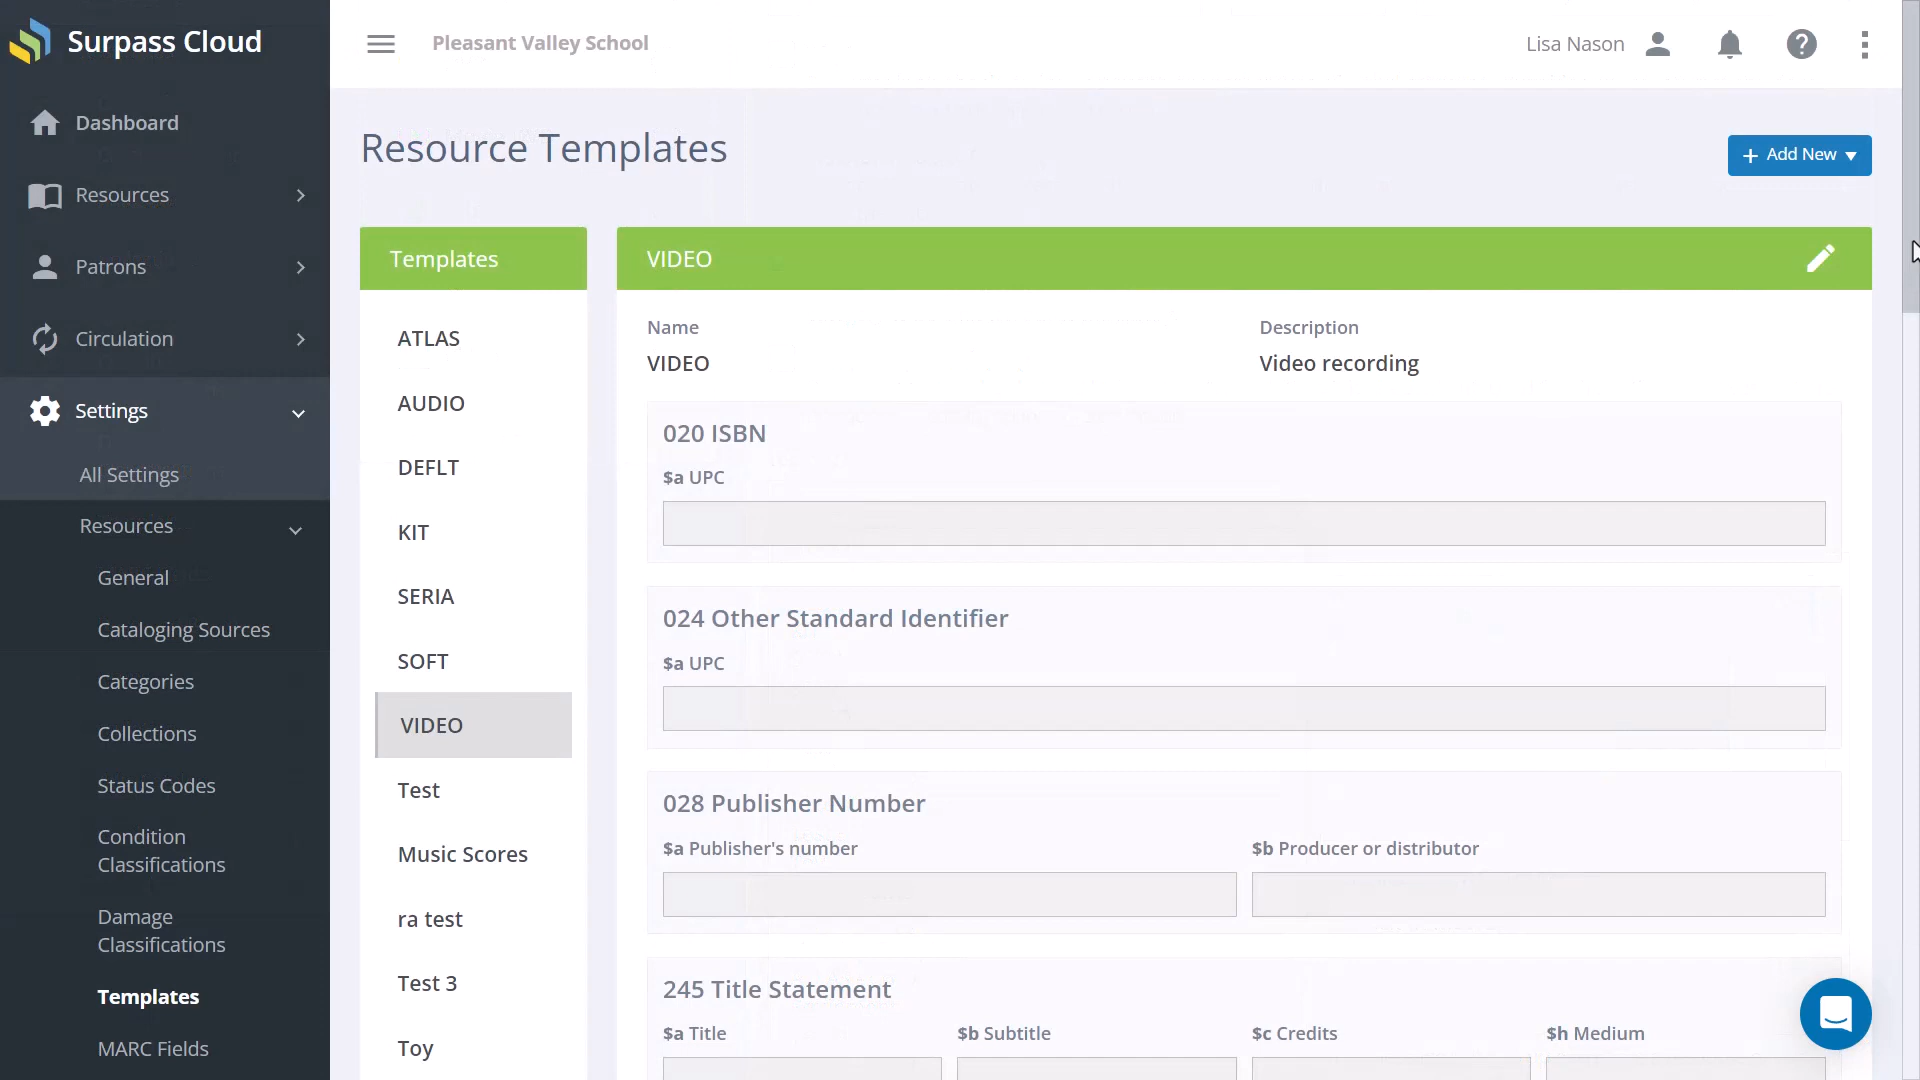 Surpass Cloud
Pleasant Valley School
Lisa Nason
Dashboard
Resources
Patrons
Circulation
Settings
All Settings
Resources
General
Cataloging Sources
Categories
Collections
Status Codes
Condition
Classifications
Damage
Classifications
Templates
MARC Fields
Resource Templates
+ Add New
Templates
ATLAS
AUDIO
DEFLT
KIT
SERIA
SOFT
VIDEO
Test
Music Scores
ra test
Test 3
Toy
VIDEO
Name
VIDEO
Description
Video recording
020 ISBN
$a UPC
024 Other Standard Identifier
$a UPC
028 Publisher Number
$a Publisher's number
$b Producer or distributor
245 Title Statement
$a Title
$b Subtitle
$c Credits
$h Medium